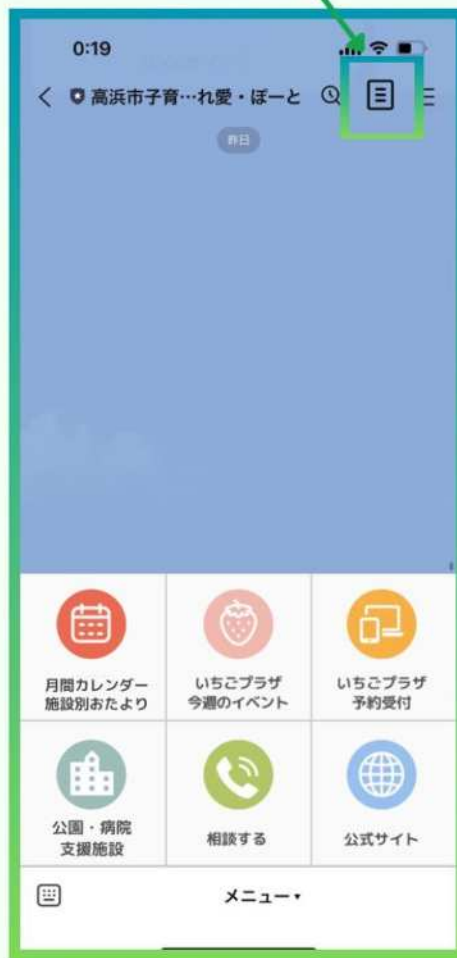 0:19
高浜市子育…れ愛・ぽーと
昨日
月間カレンダー
施設別おたより
いちごプラザ
今週のイベント
いちごプラザ
予約受付
公園・病院
支援施設
相談する
公式サイト
メニュー▾